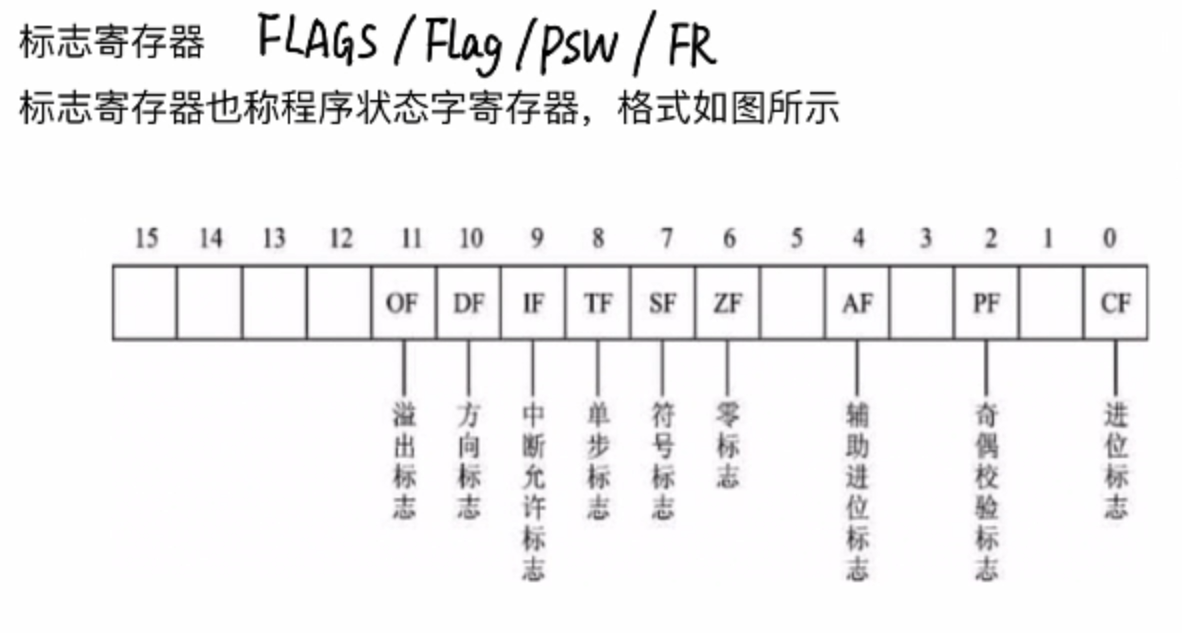 标志寄存器 FLAGS / Flag / PSW / FR
标志寄存器也称程序状态字寄存器，格式如图所示
15 14 13 12 11 10 9 8 7 6 5 4 3 2 1 0
OF DF IF TF SF ZF AF PF CF
溢出标志
方向标志
中断允许标志
单步标志
符号标志
零标志
辅助进位标志
奇偶校验标志
进位标志